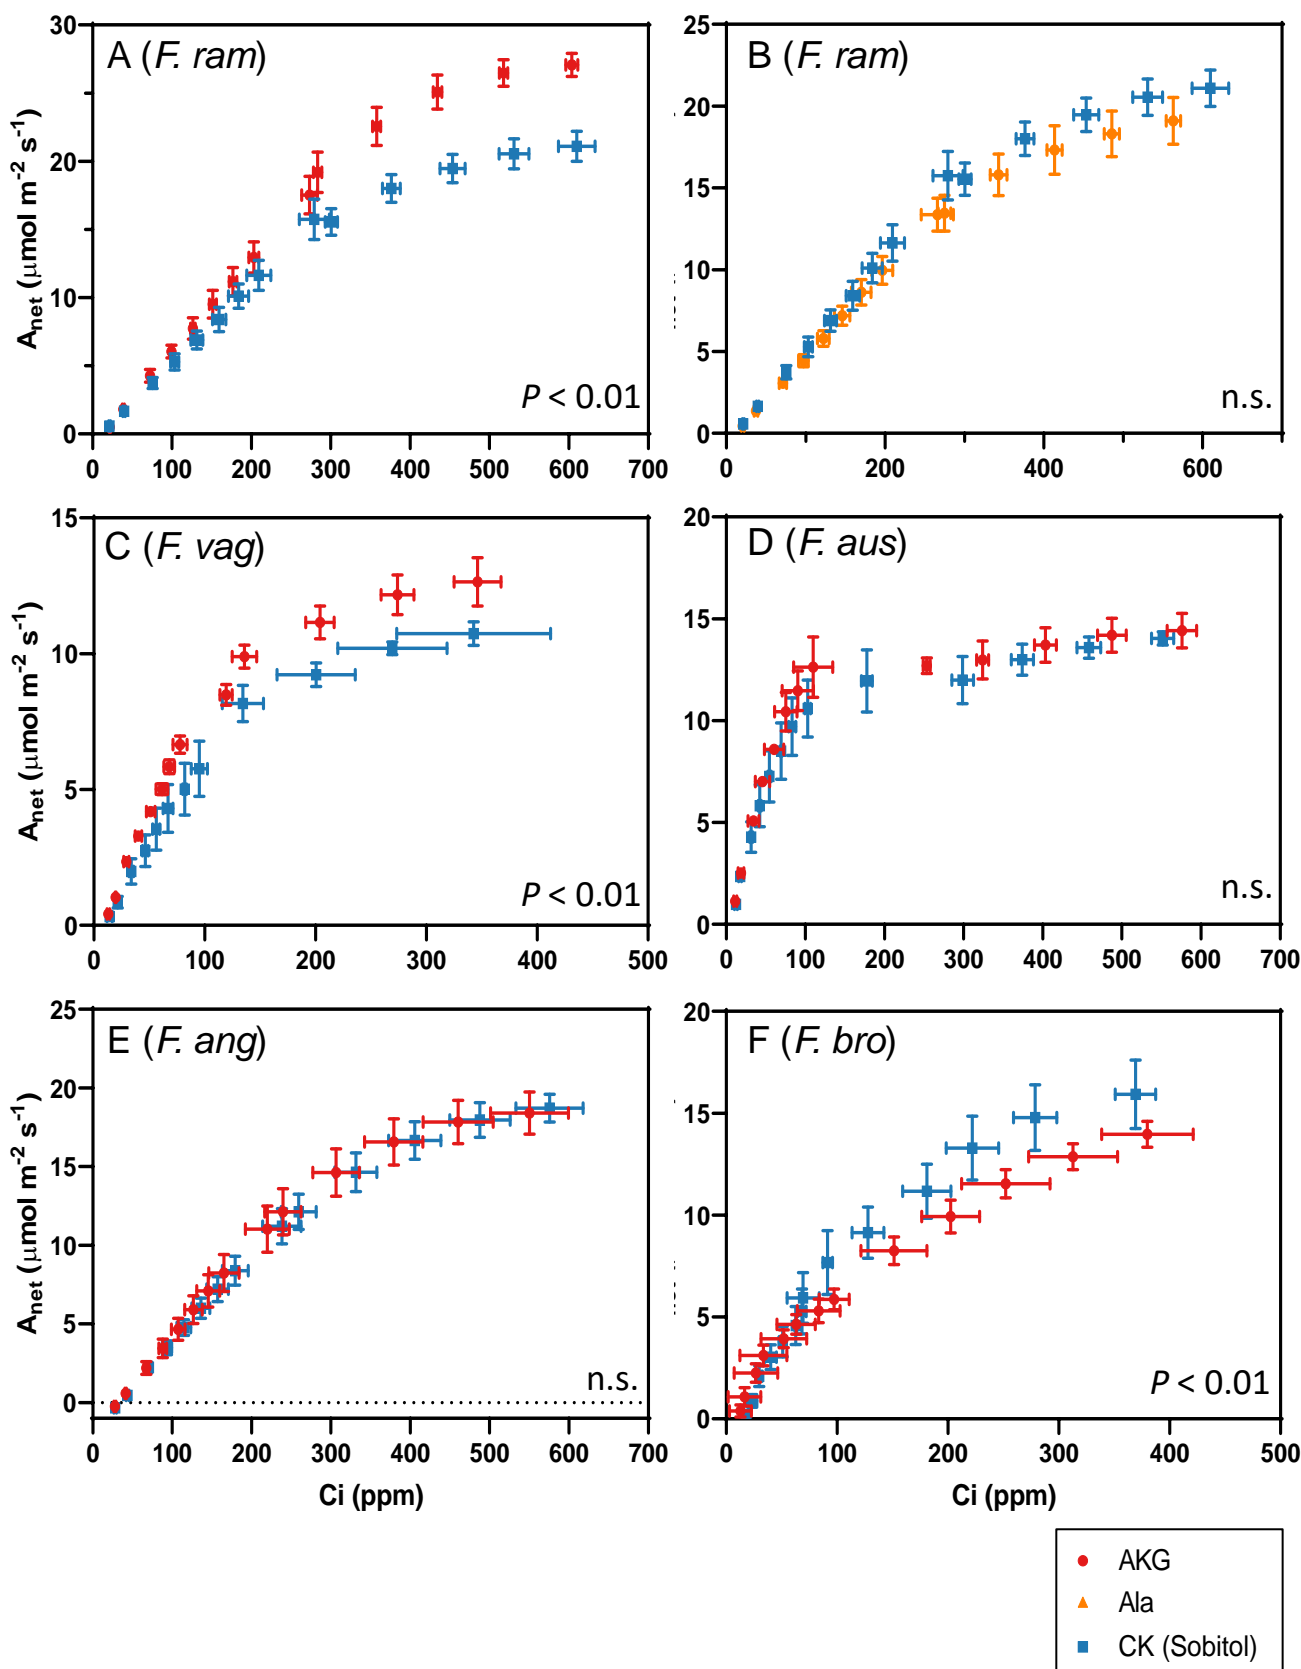 A (F. ram)
30
20
10
0
Anet (µmol m-2 s-1)
P < 0.01
0 100 200 300 400 500 600 700
B (F. ram)
25
20
15
10
5
0
n.s.
0 200 400 600
C (F. vag)
15
10
5
0
Anet (µmol m-2 s-1)
P < 0.01
0 100 200 300 400 500
D (F. aus)
20
15
10
5
0
n.s.
0 100 200 300 400 500 600 700
E (F. ang)
25
20
15
10
5
0
Anet (µmol m-2 s-1)
n.s.
0 100 200 300 400 500 600 700
Ci (ppm)
F (F. bro)
20
15
10
5
0
P < 0.01
0 100 200 300 400 500
Ci (ppm)
AKG
Ala
CK (Sobitol)